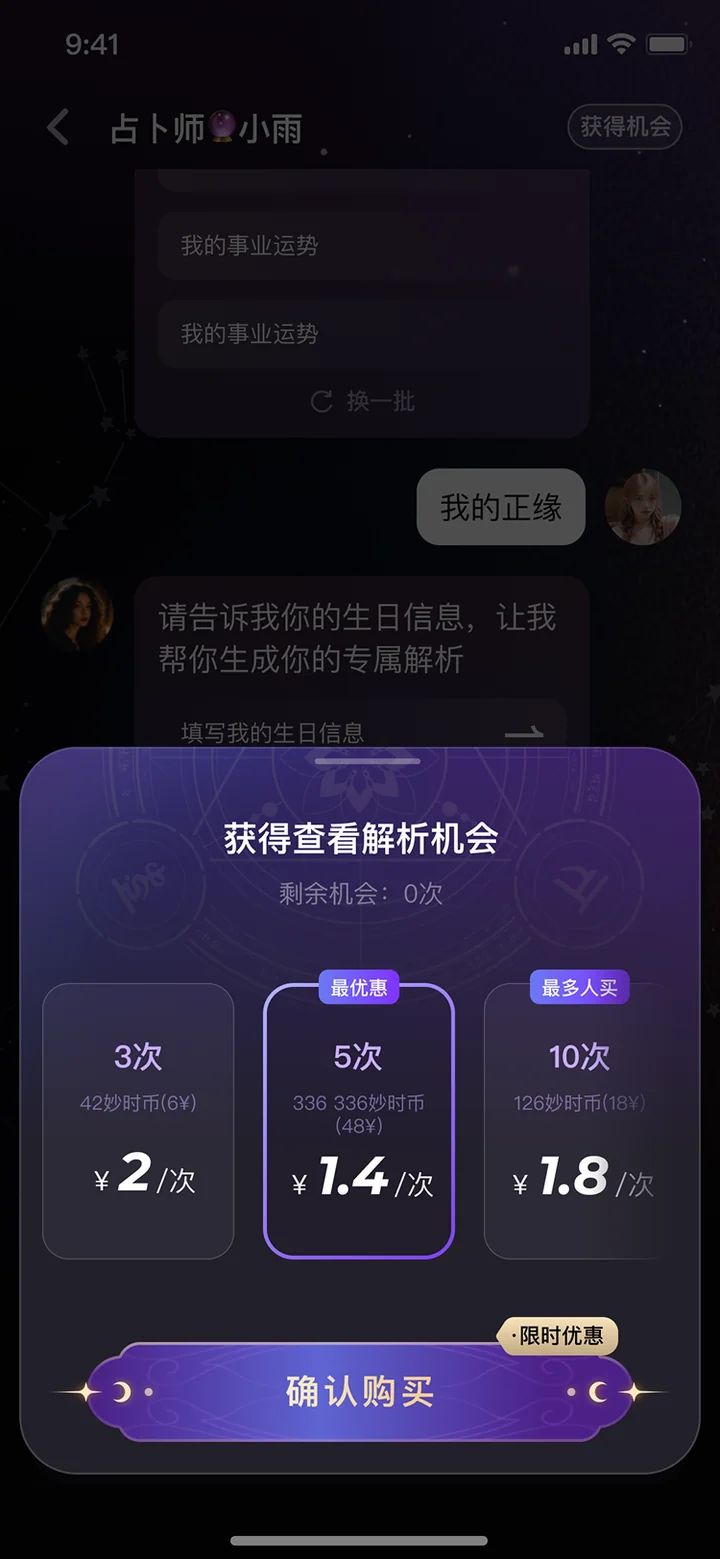 9:41
占卜师🔮小雨
获得机会
我的事业运势
我的事业运势
换一批
我的正缘
请告诉我你的生日信息，让我
帮你生成你的专属解析
填写我的生日信息
获得查看解析机会
剩余机会：0次
最优惠
最多人买
3次
42妙时币(6¥)
¥ 2 /次
5次
336 336妙时币
(48¥)
¥ 1.4 /次
10次
126妙时币(18¥)
¥ 1.8 /次
·限时优惠
确认购买